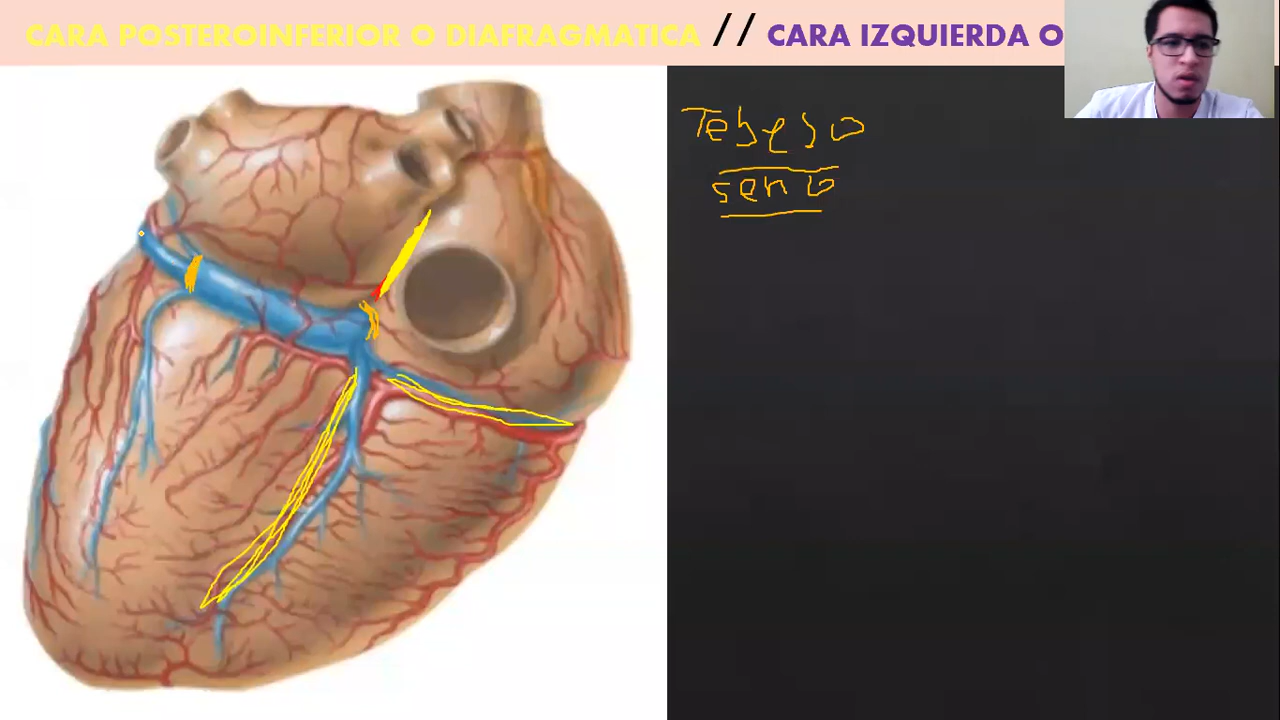 CARA POSTEROINFERIOR O DIAFRAGMATICA // CARA IZQUIERDA O
Tebesio
seno